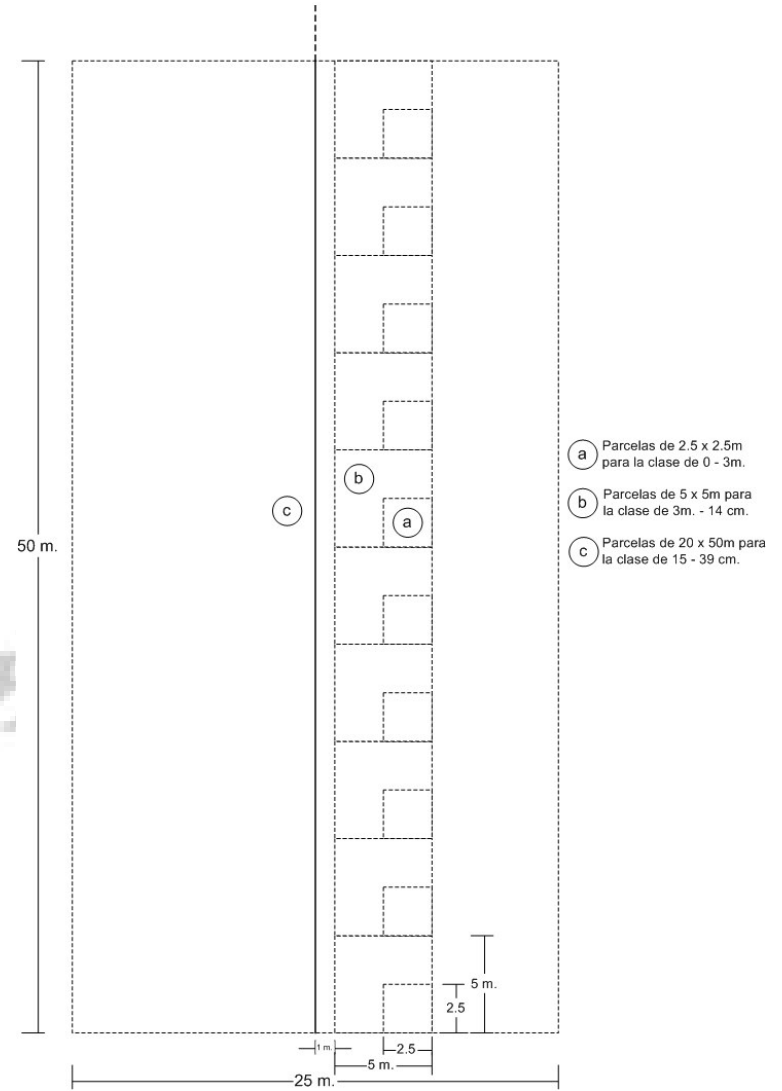 a
Parcelas de 2.5 x 2.5m
para la clase de 0 - 3m.
b
b
Parcelas de 5 x 5m para
la clase de 3m. - 14 cm.
c
a
50 m.
c
Parcelas de 20 x 50m para
la clase de 15 - 39 cm.
5 m.
2.5
1 m.
2.5
5 m.
25 m.